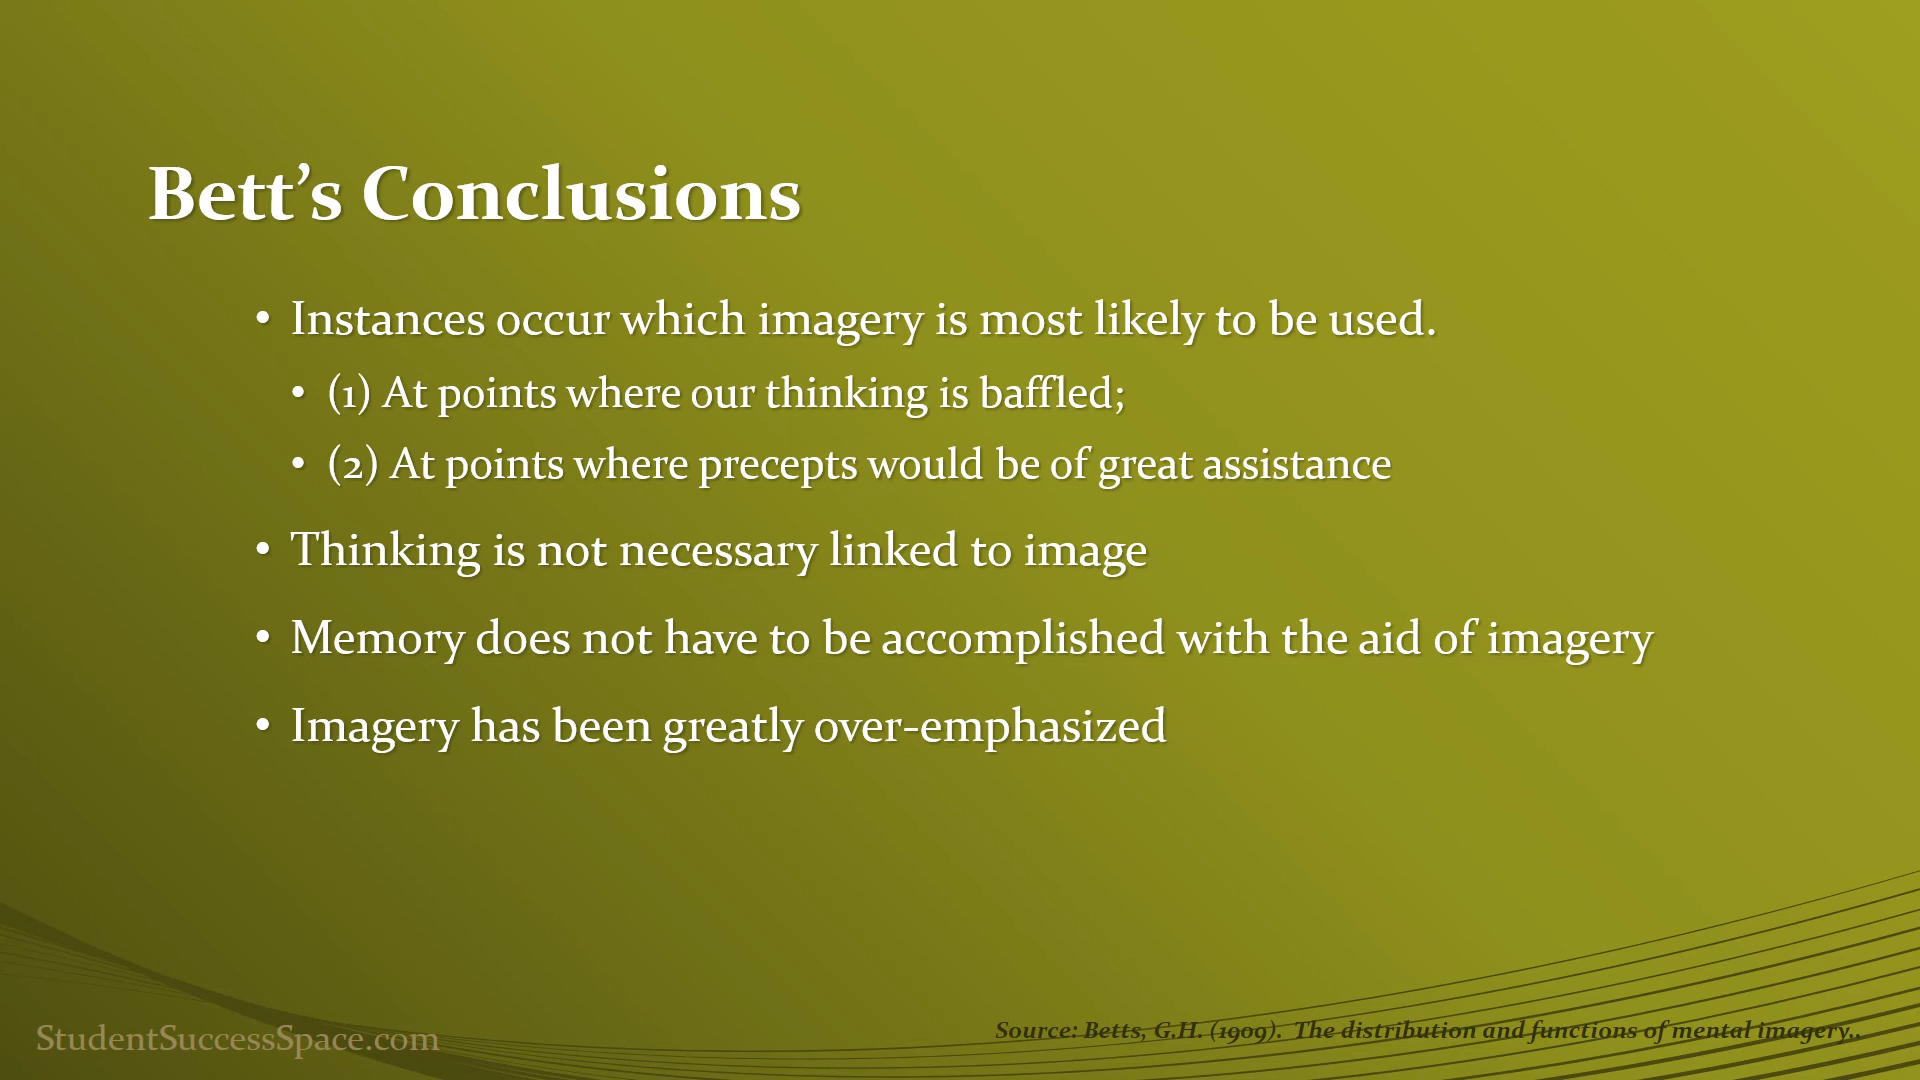 Bett’s Conclusions
• Instances occur which imagery is most likely to be used.
• (1) At points where our thinking is baffled;
• (2) At points where precepts would be of great assistance
• Thinking is not necessary linked to image
• Memory does not have to be accomplished with the aid of imagery
• Imagery has been greatly over-emphasized
StudentSuccessSpace.com
Source: Betts, G.H. (1909). The distribution and functions of mental imagery..